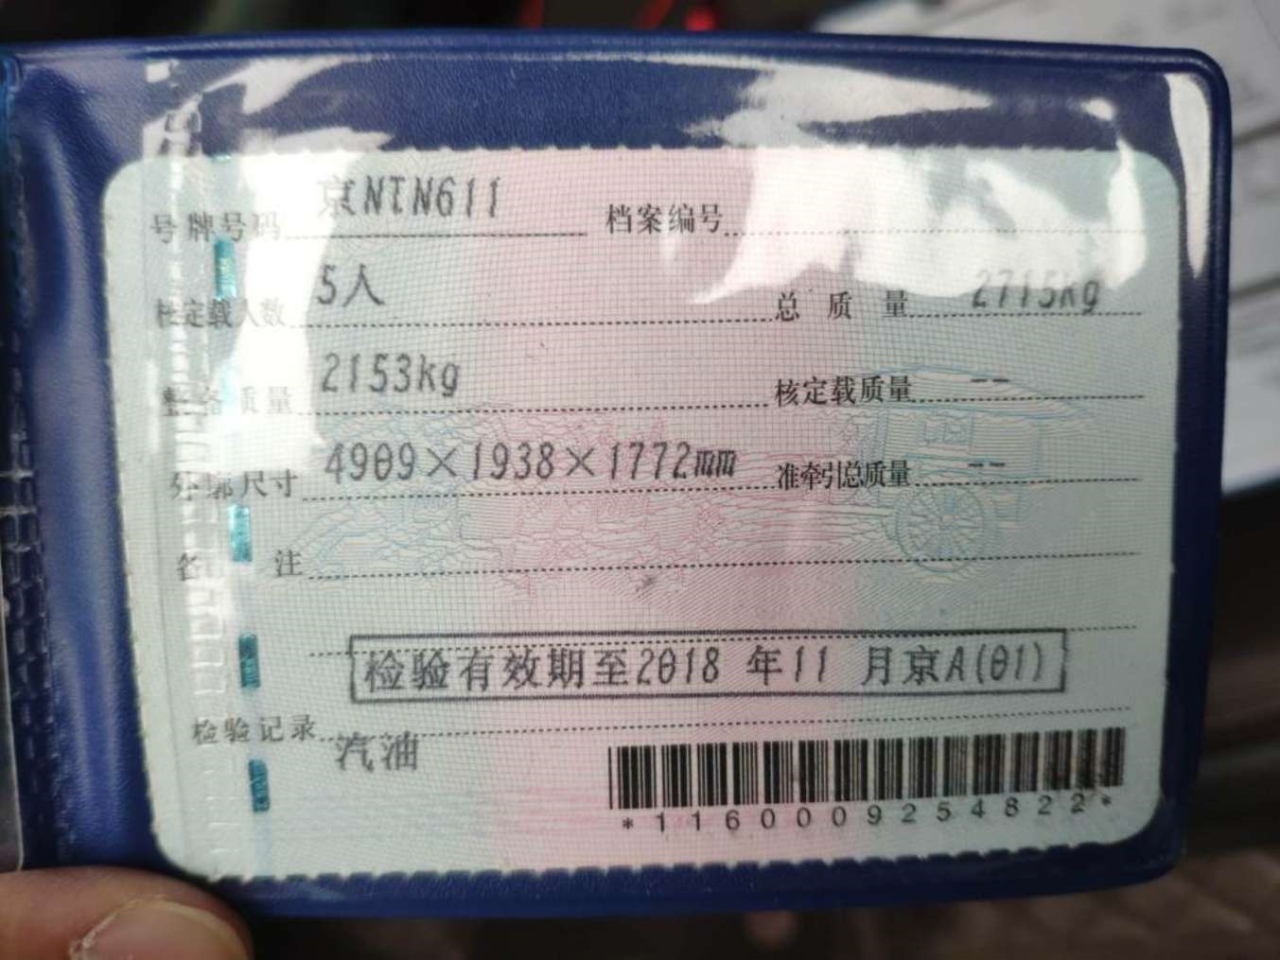 号牌号码 京NTN611 档案编号
核定载人数 5人 总质量 2715kg
整备质量 2153kg 核定载质量 --
外廓尺寸 4909×1938×1772mm 准牵引总质量 --
备注
检验有效期至2018 年11 月京A(01)
检验记录
汽油
*1160009254822*